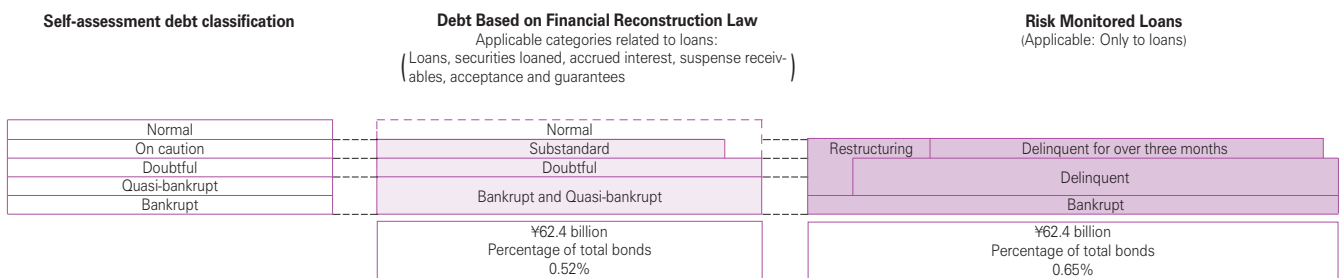 Self-assessment debt classification
Debt Based on Financial Reconstruction Law
Applicable categories related to loans:
(Loans, securities loaned, accrued interest, suspense receiv-
ables, acceptance and guarantees)
Risk Monitored Loans
(Applicable: Only to loans)
Normal
On caution
Doubtful
Quasi-bankrupt
Bankrupt
Normal
Substandard
Doubtful
Bankrupt and Quasi-bankrupt
¥62.4 billion
Percentage of total bonds
0.52%
Restructuring
Delinquent for over three months
Delinquent
Bankrupt
¥62.4 billion
Percentage of total bonds
0.65%